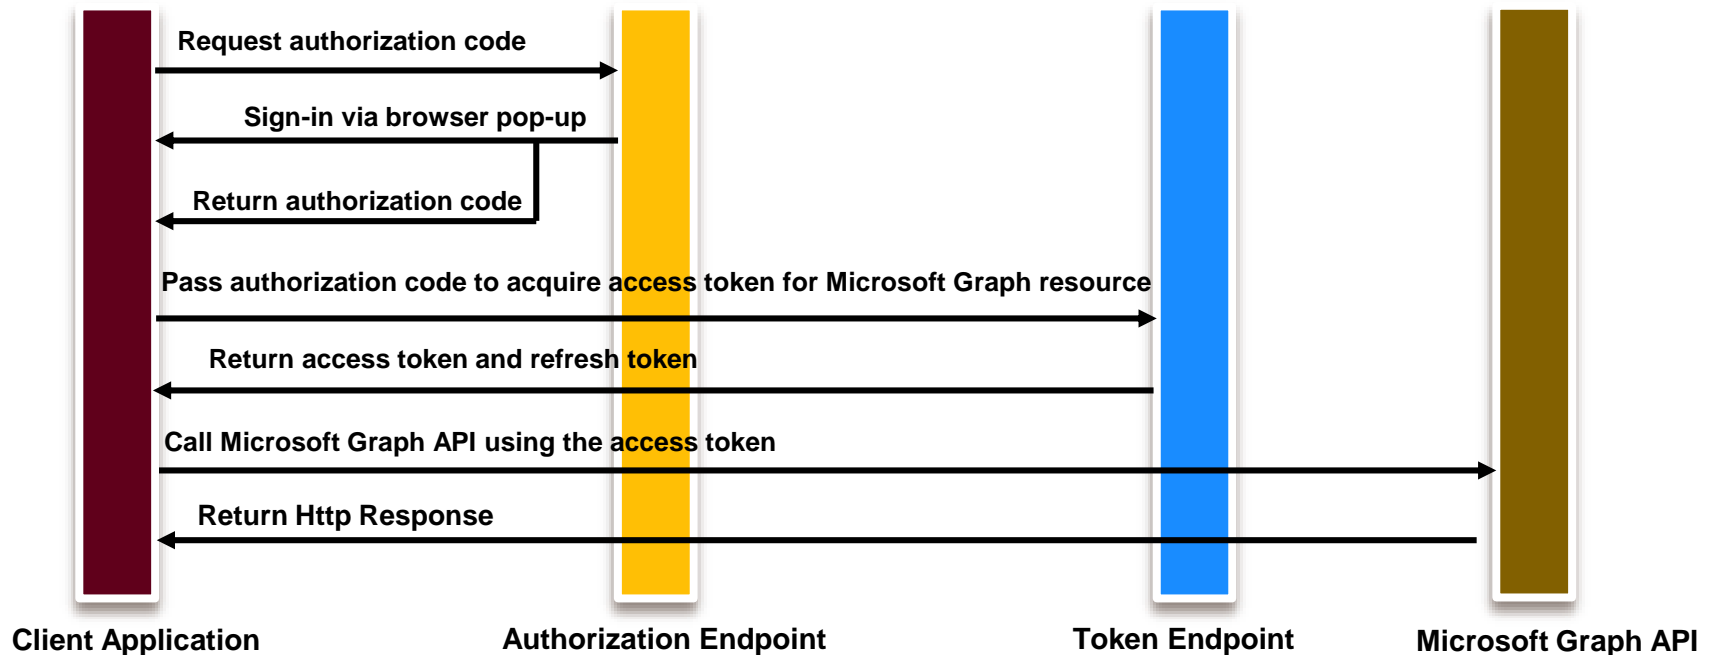 Request authorization code
Sign-in via browser pop-up
Return authorization code
Pass authorization code to acquire access token for Microsoft Graph resource
Return access token and refresh token
Call Microsoft Graph API using the access token
Return Http Response
Client Application
Authorization Endpoint
Token Endpoint
Microsoft Graph API